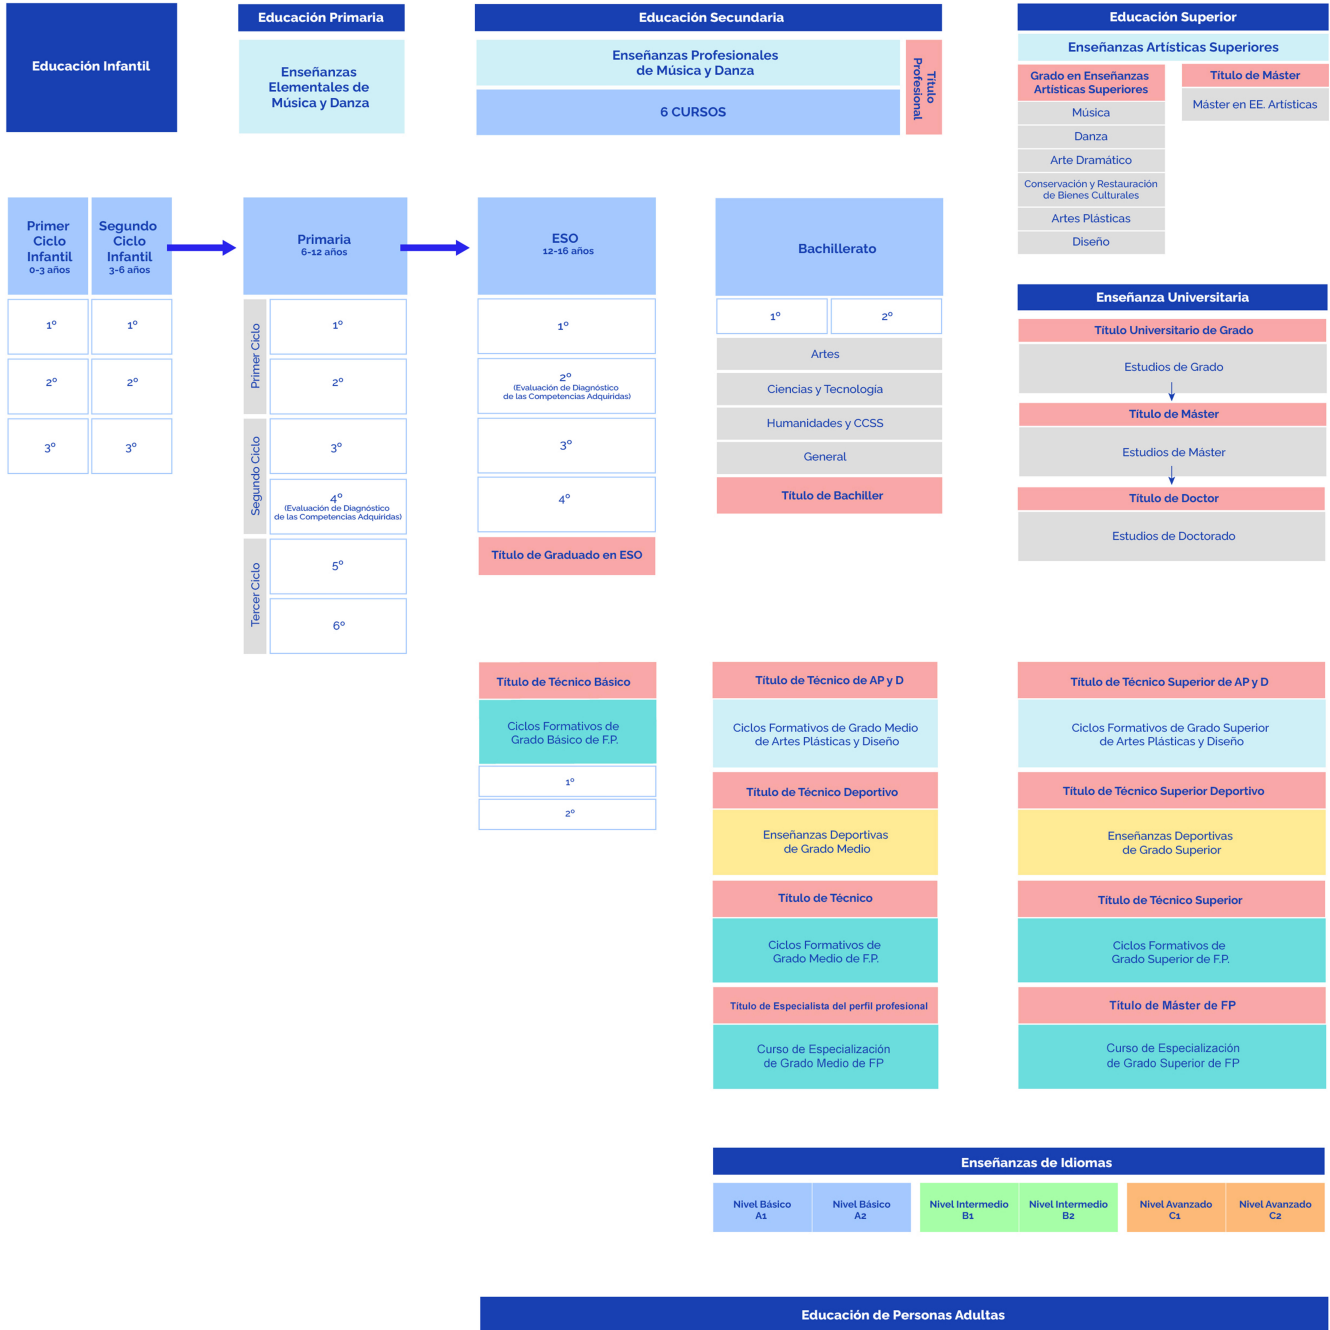 Educación Infantil
Educación Primaria
Enseñanzas
Elementales de
Música y Danza
Educación Secundaria
Enseñanzas Profesionales
de Música y Danza
6 CURSOS
Título
Profesional
Educación Superior
Enseñanzas Artísticas Superiores
Grado en Enseñanzas
Artísticas Superiores
Música
Danza
Arte Dramático
Conservación y Restauración
de Bienes Culturales
Artes Plásticas
Diseño
Título de Máster
Máster en EE. Artísticas
Primer
Ciclo
Infantil
0-3 años
1º
2º
3º
Segundo
Ciclo
Infantil
3-6 años
1º
2º
3º
Primaria
6-12 años
Primer Ciclo
1º
2º
Segundo Ciclo
3º
4º
(Evaluación de Diagnóstico
de las Competencias Adquiridas)
Tercer Ciclo
5º
6º
ESO
12-16 años
1º
2º
(Evaluación de Diagnóstico
de las Competencias Adquiridas)
3º
4º
Título de Graduado en ESO
Bachillerato
1º
2º
Artes
Ciencias y Tecnología
Humanidades y CCSS
General
Título de Bachiller
Enseñanza Universitaria
Título Universitario de Grado
Estudios de Grado
Título de Máster
Estudios de Máster
Título de Doctor
Estudios de Doctorado
Título de Técnico Básico
Ciclos Formativos de
Grado Básico de F.P.
1º
2º
Título de Técnico de AP y D
Ciclos Formativos de Grado Medio
de Artes Plásticas y Diseño
Título de Técnico Deportivo
Enseñanzas Deportivas
de Grado Medio
Título de Técnico
Ciclos Formativos de
Grado Medio de F.P.
Título de Especialista del perfil profesional
Curso de Especialización
de Grado Medio de FP
Título de Técnico Superior de AP y D
Ciclos Formativos de Grado Superior
de Artes Plásticas y Diseño
Título de Técnico Superior Deportivo
Enseñanzas Deportivas
de Grado Superior
Título de Técnico Superior
Ciclos Formativos de
Grado Superior de F.P.
Título de Máster de FP
Curso de Especialización
de Grado Superior de FP
Enseñanzas de Idiomas
Nivel Básico
A1
Nivel Básico
A2
Nivel Intermedio
B1
Nivel Intermedio
B2
Nivel Avanzado
C1
Nivel Avanzado
C2
Educación de Personas Adultas